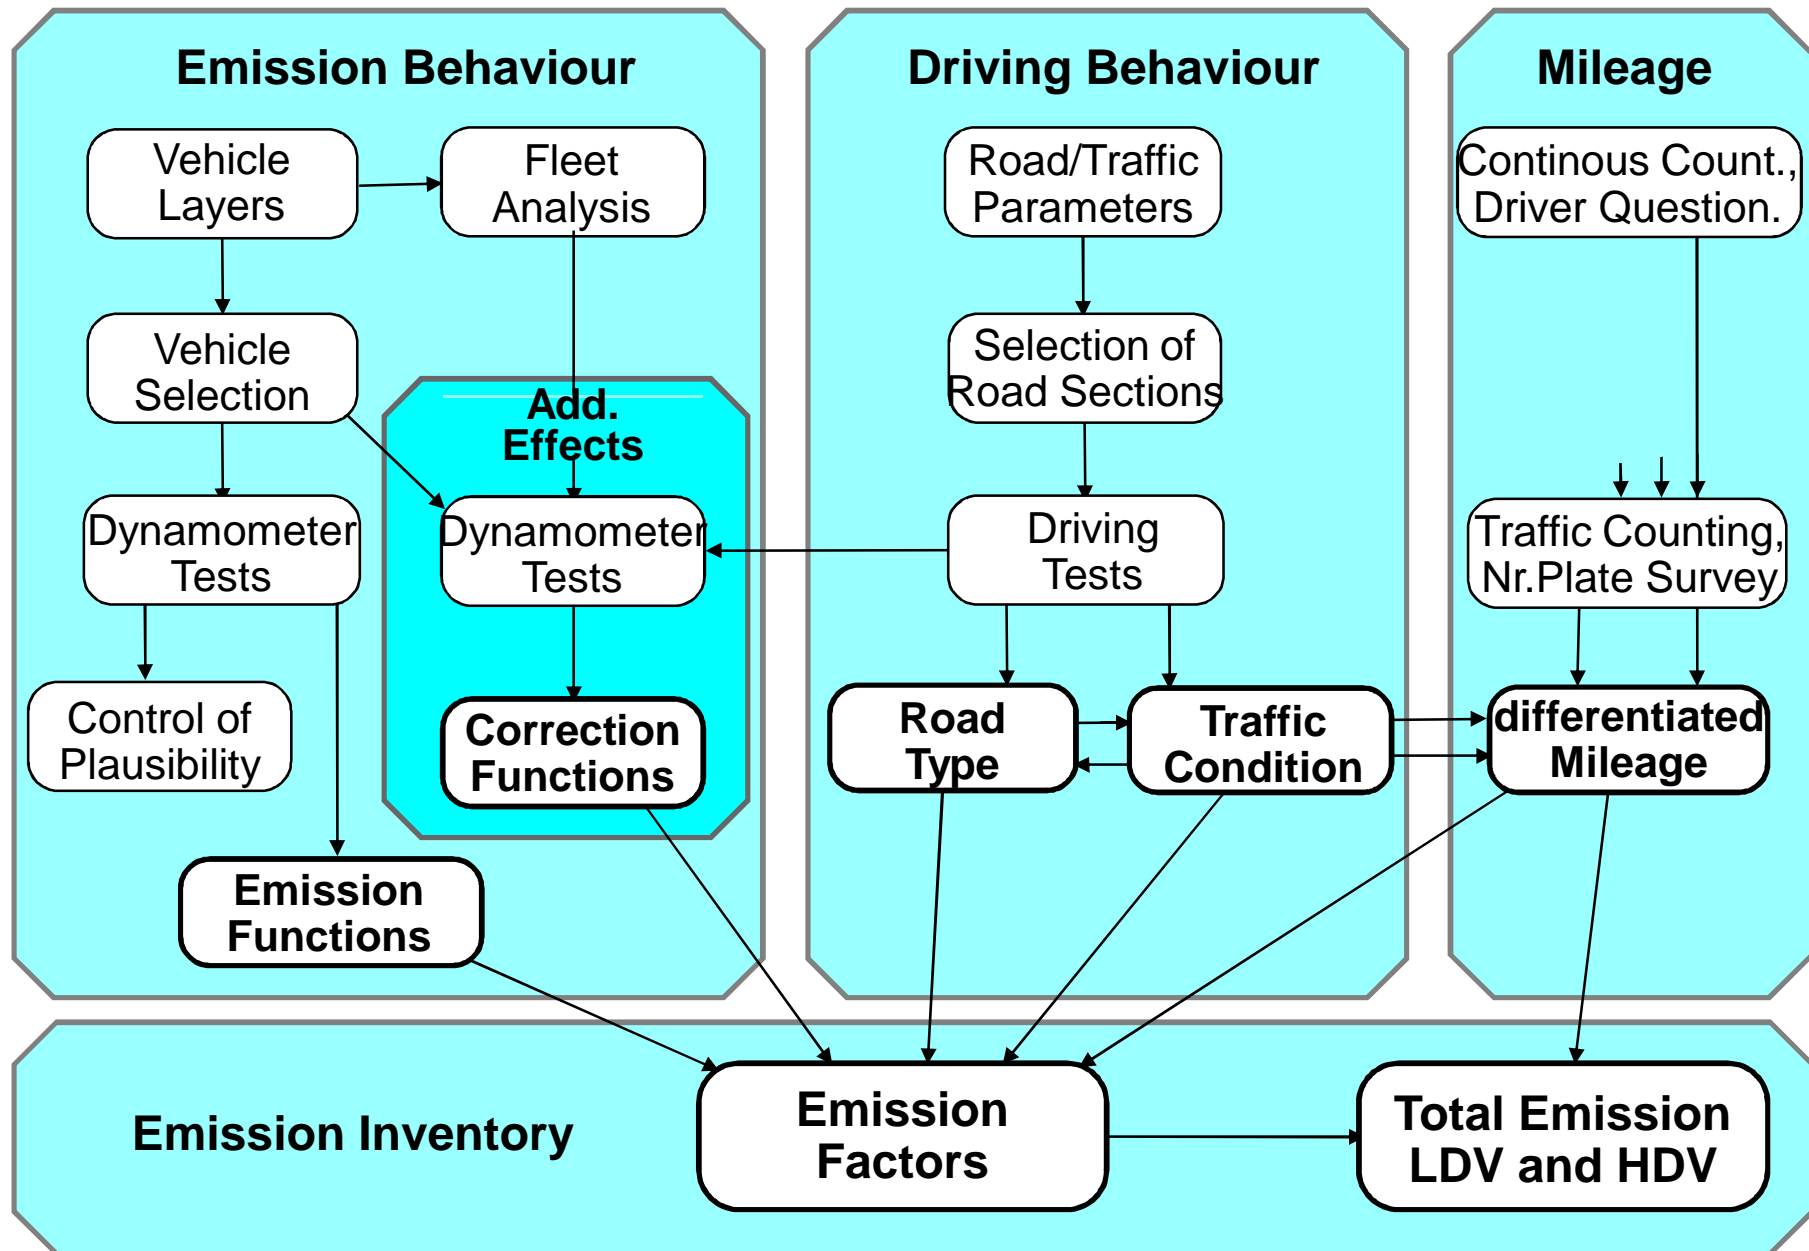 Emission Behaviour
Vehicle
Layers
Fleet
Analysis
Vehicle
Selection
Add.
Effects
Dynamometer
Tests
Dynamometer
Tests
Control of
Plausibility
Correction
Functions
Emission
Functions
Driving Behaviour
Road/Traffic
Parameters
Selection of
Road Sections
Driving
Tests
Road
Type
Traffic
Condition
Mileage
Continous Count.,
Driver Question.
Traffic Counting,
Nr.Plate Survey
differentiated
Mileage
Emission Inventory
Emission
Factors
Total Emission
LDV and HDV